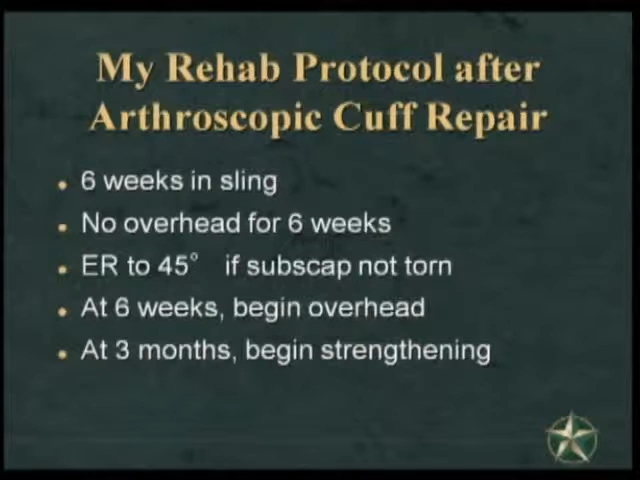 My Rehab Protocol after
Arthroscopic Cuff Repair
• 6 weeks in sling
• No overhead for 6 weeks
• ER to 45° if subscap not torn
• At 6 weeks, begin overhead
• At 3 months, begin strengthening